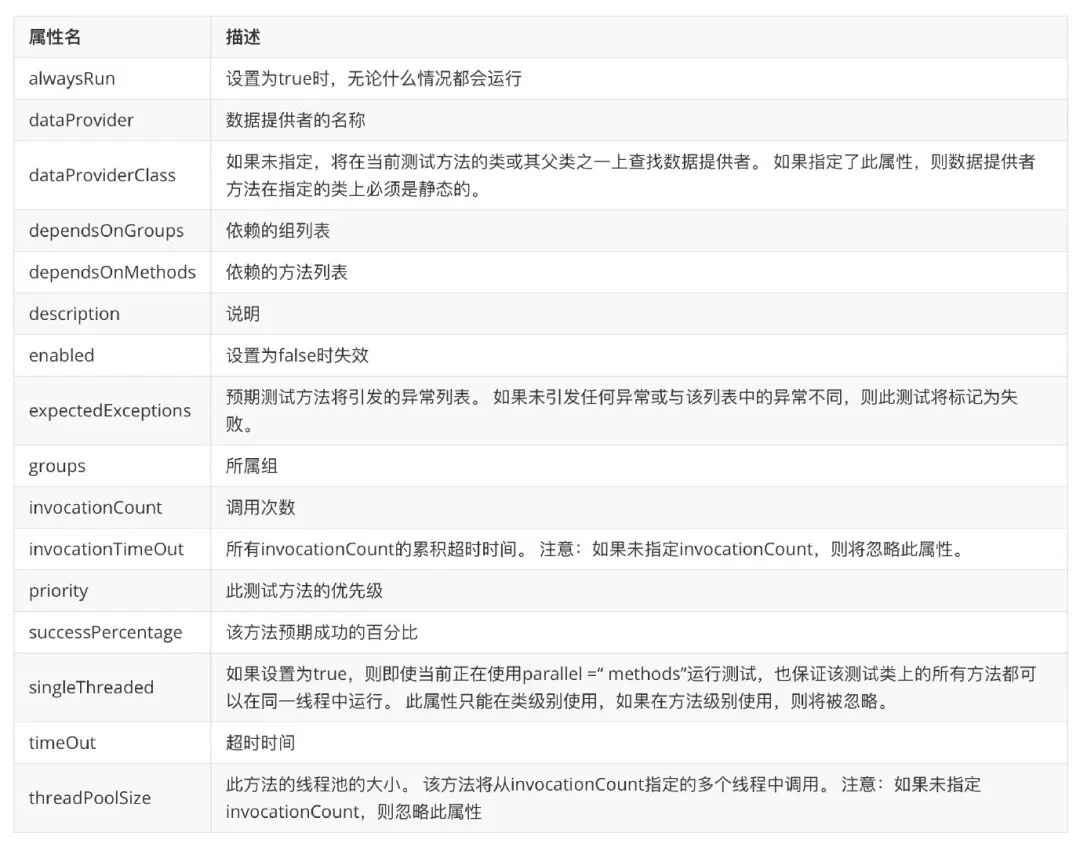 属性名 描述
alwaysRun 设置为true时，无论什么情况都会运行
dataProvider 数据提供者的名称
dataProviderClass 如果未指定，将在当前测试方法的类或其父类之一上查找数据提供者。 如果指定了此属性，则数据提供者
方法在指定的类上必须是静态的。
dependsOnGroups 依赖的组列表
dependsOnMethods 依赖的方法列表
description 说明
enabled 设置为false时失效
expectedExceptions 预期测试方法将引发的异常列表。 如果未引发任何异常或与该列表中的异常不同，则此测试将标记为失
败。
groups 所属组
invocationCount 调用次数
invocationTimeOut 所有invocationCount的累积超时时间。 注意：如果未指定invocationCount，则将忽略此属性。
priority 此测试方法的优先级
successPercentage 该方法预期成功的百分比
singleThreaded 如果设置为true，则即使当前正在使用parallel =“ methods”运行测试，也保证该测试类上的所有方法都可
以在同一线程中运行。 此属性只能在类级别使用，如果在方法级别使用，则将被忽略。
timeOut 超时时间
threadPoolSize 此方法的线程池的大小。 该方法将从invocationCount指定的多个线程中调用。 注意：如果未指定
invocationCount，则忽略此属性